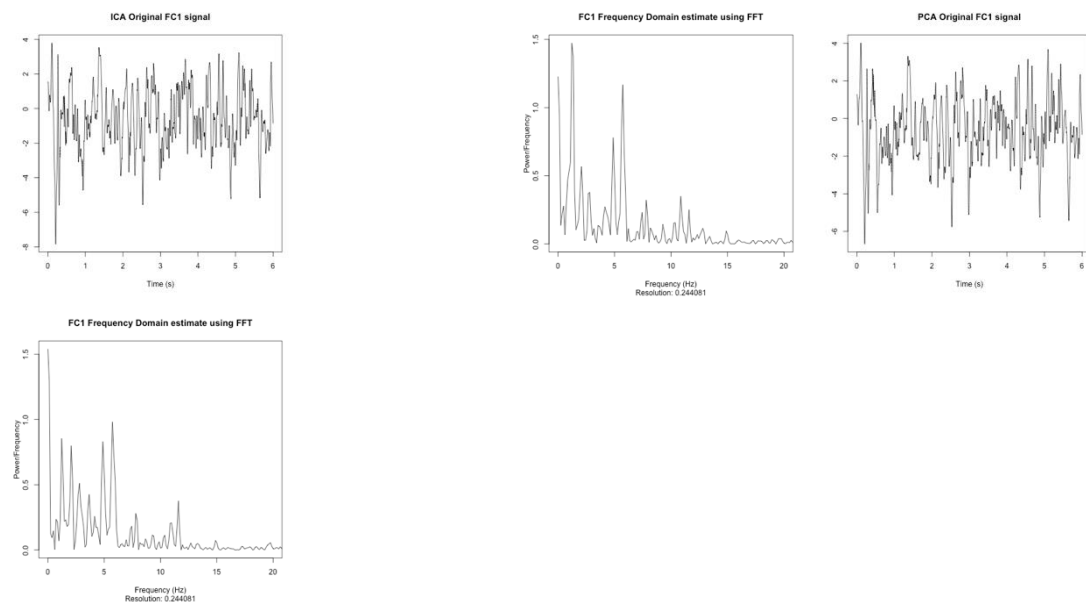 ICA Original FC1 signal
4
2
0
-2
-4
-6
-8
0 1 2 3 4 5 6
Time (s)
FC1 Frequency Domain estimate using FFT
Power/Frequency
1.5
1.0
0.5
0.0
0 5 10 15 20
Frequency (Hz)
Resolution: 0.244081
PCA Original FC1 signal
4
2
0
-2
-4
-6
0 1 2 3 4 5 6
Time (s)
FC1 Frequency Domain estimate using FFT
Power/Frequency
1.5
1.0
0.5
0.0
0 5 10 15 20
Frequency (Hz)
Resolution: 0.244081